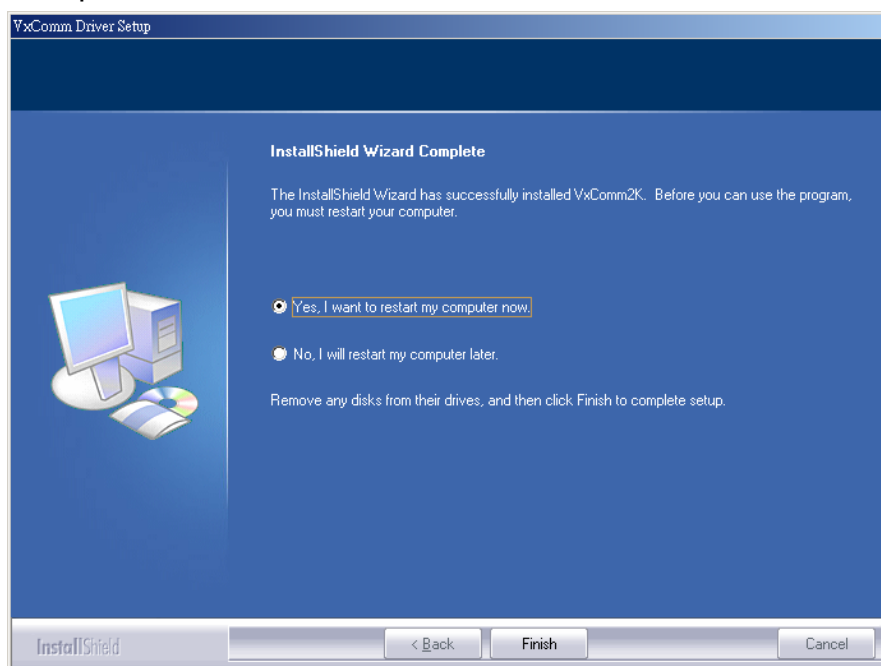 VxComm Driver Setup
InstallShield Wizard Complete
The InstallShield Wizard has successfully installed VxComm2K.  Before you can use the program,
you must restart your computer.
Yes, I want to restart my computer now.
No, I will restart my computer later.
Remove any disks from their drives, and then click Finish to complete setup.
InstallShield
< Back
Finish
Cancel